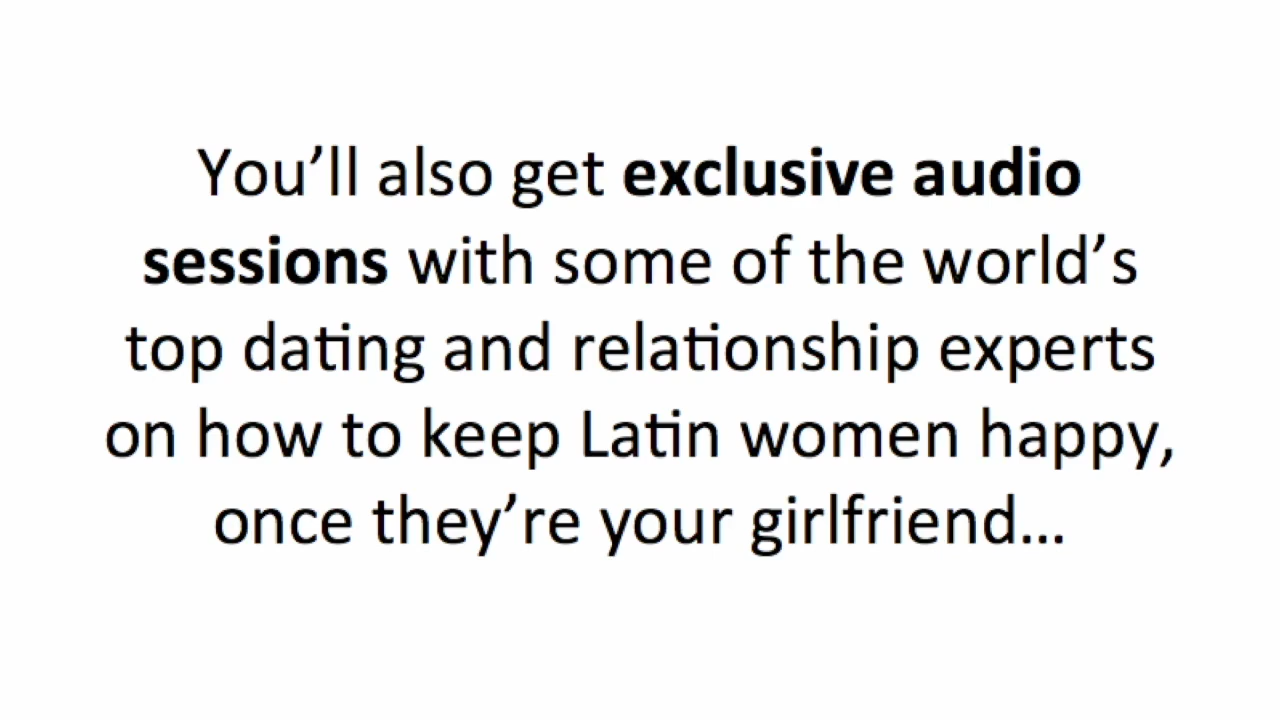 You’ll also get exclusive audio
sessions with some of the world’s
top dating and relationship experts
on how to keep Latin women happy,
once they’re your girlfriend…